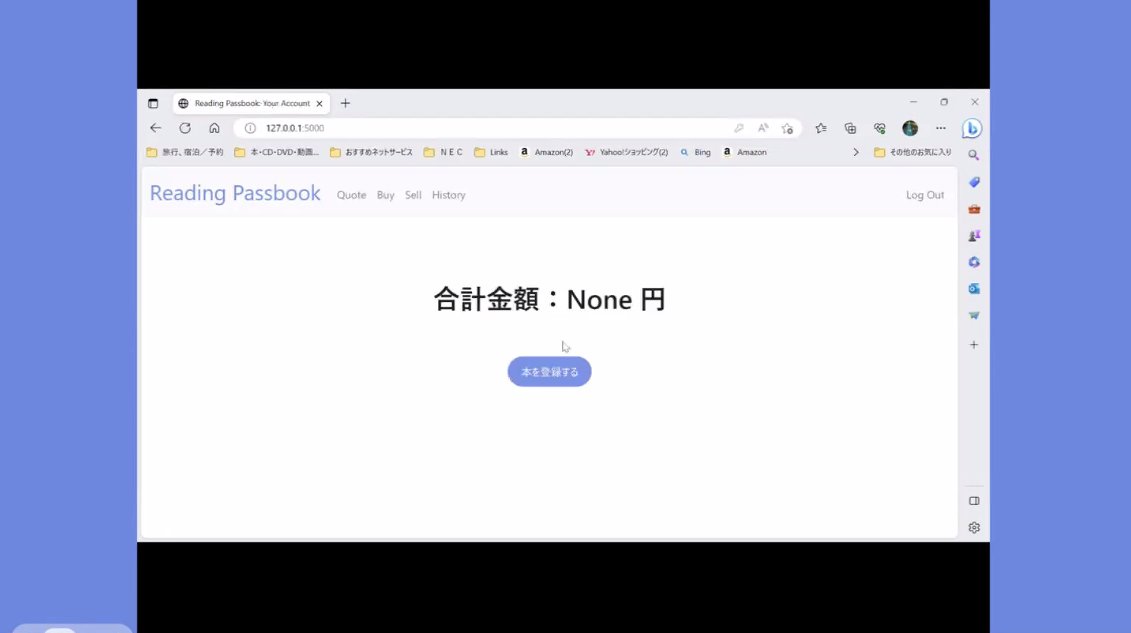 Reading Passbook: Your Account
127.0.0.1:5000
旅行、宿泊／予約 本・CD・DVD・動画... おすすめネットサービス N E C Links Amazon(2) Yahoo!ショッピング(2) Bing Amazon その他のお気に入り
Reading Passbook Quote Buy Sell History Log Out
合計金額：None 円
本を登録する